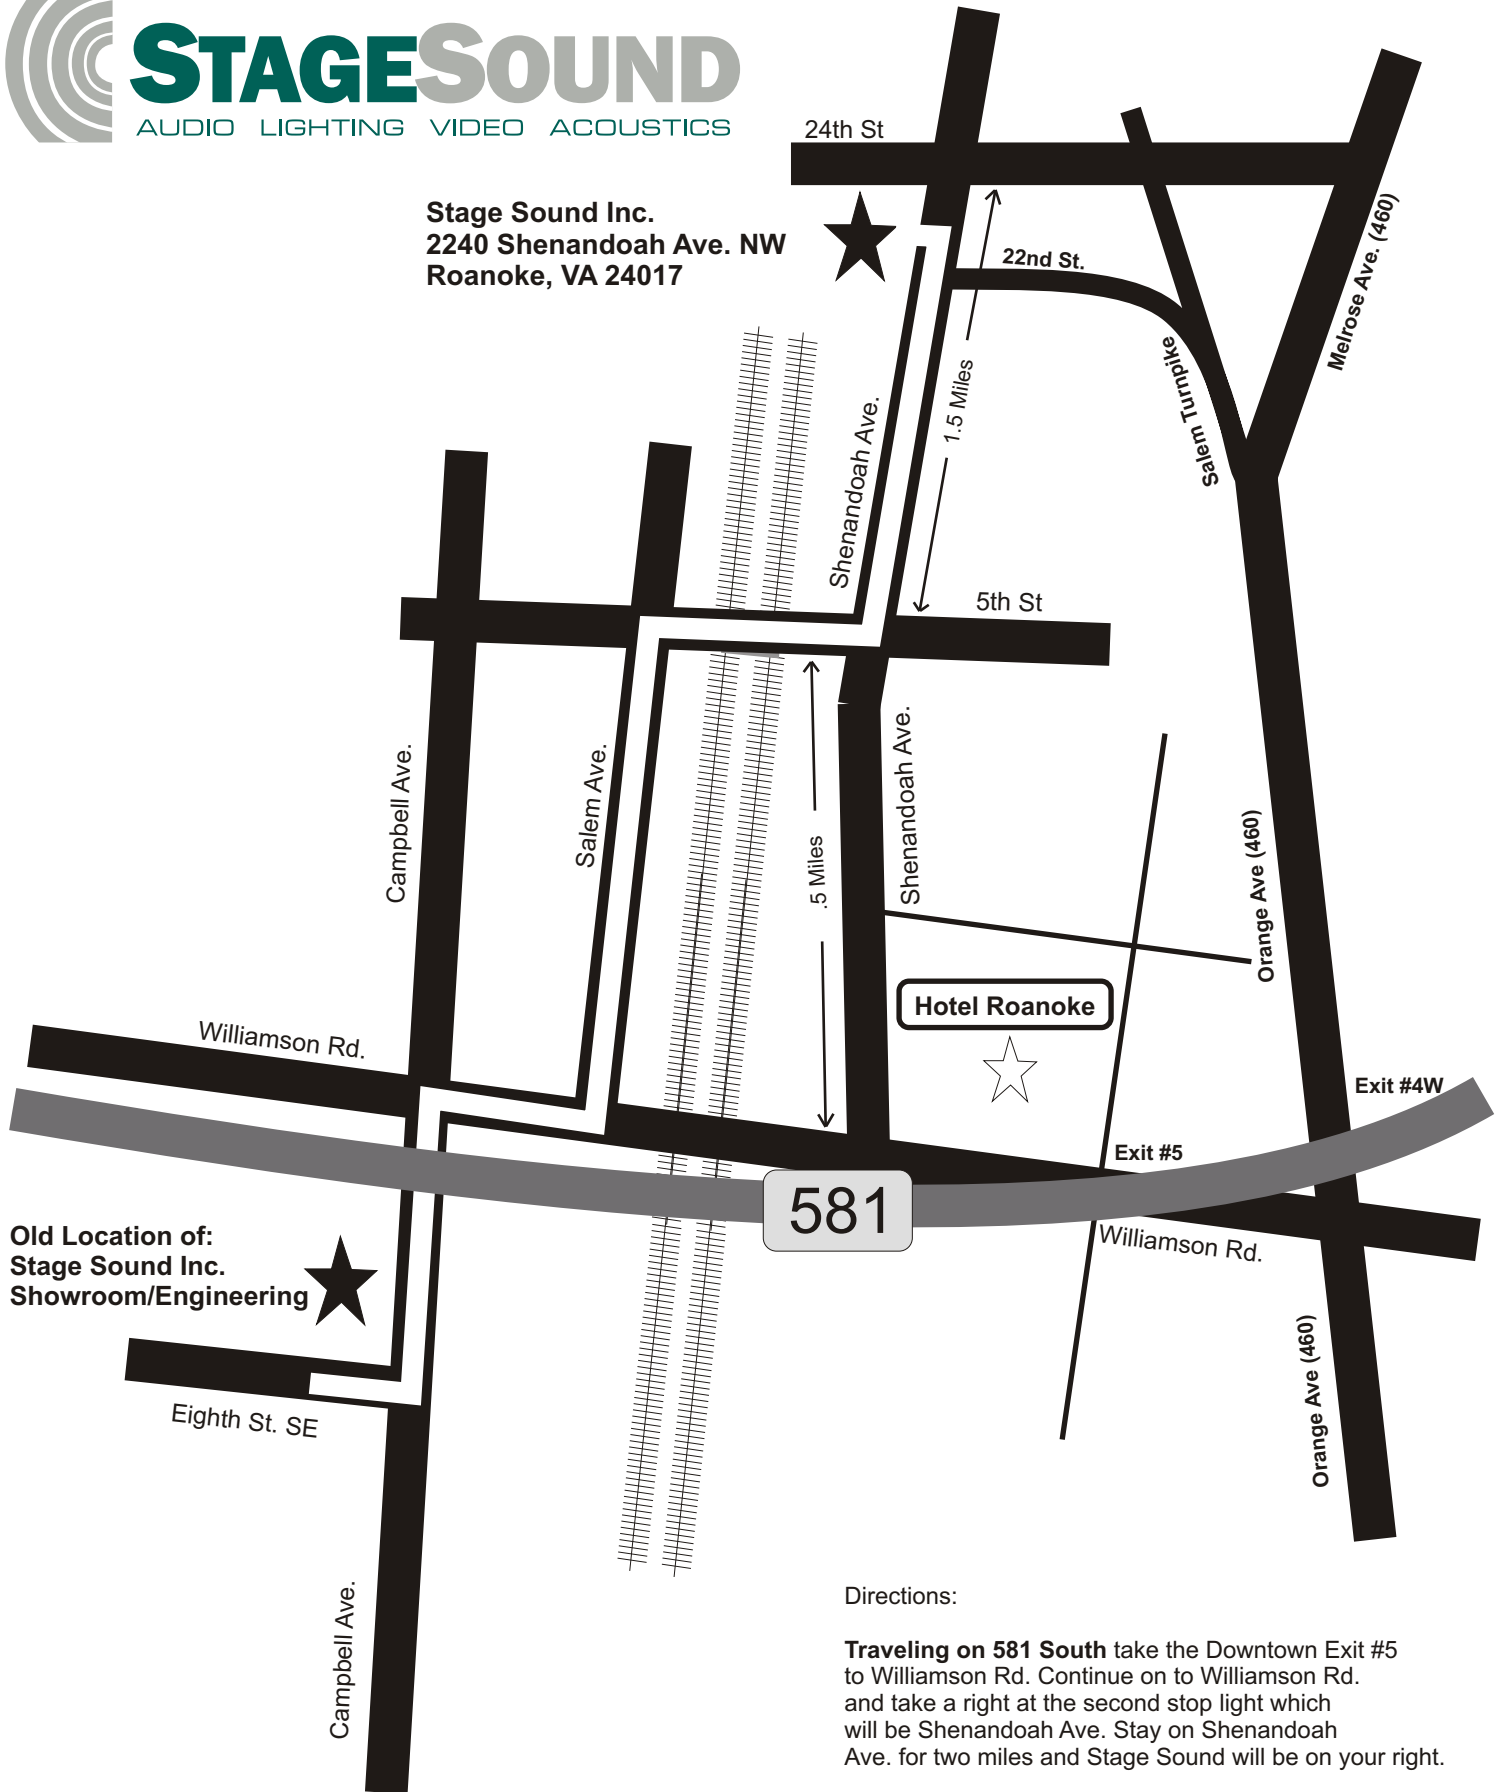 STAGESOUND
AUDIO LIGHTING VIDEO ACOUSTICS
24th St
Stage Sound Inc.
2240 Shenandoah Ave. NW
Roanoke, VA 24017
22nd St.
Melrose Ave. (460)
Salem Turnpike
1.5 Miles
Shenandoah Ave.
5th St
Campbell Ave.
Salem Ave.
.5 Miles
Shenandoah Ave.
Orange Ave (460)
Hotel Roanoke
Williamson Rd.
Exit #4W
Exit #5
581
Williamson Rd.
Old Location of:
Stage Sound Inc.
Showroom/Engineering
Eighth St. SE
Orange Ave (460)
Campbell Ave.
Directions:
Traveling on 581 South take the Downtown Exit #5
to Williamson Rd. Continue on to Williamson Rd.
and take a right at the second stop light which
will be Shenandoah Ave. Stay on Shenandoah
Ave. for two miles and Stage Sound will be on your right.